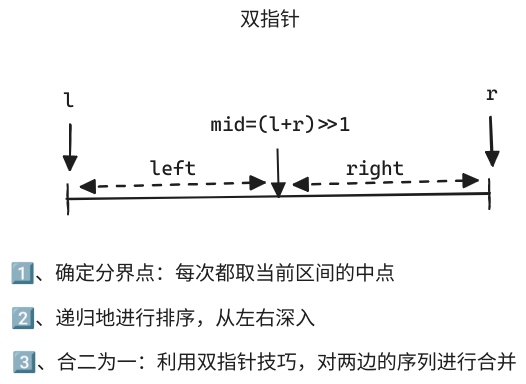 双指针
l
r
mid=(l+r)>>1
left
right
1️⃣、确定分界点：每次都取当前区间的中点
2️⃣、递归地进行排序，从左右深入
3️⃣、合二为一：利用双指针技巧，对两边的序列进行合并